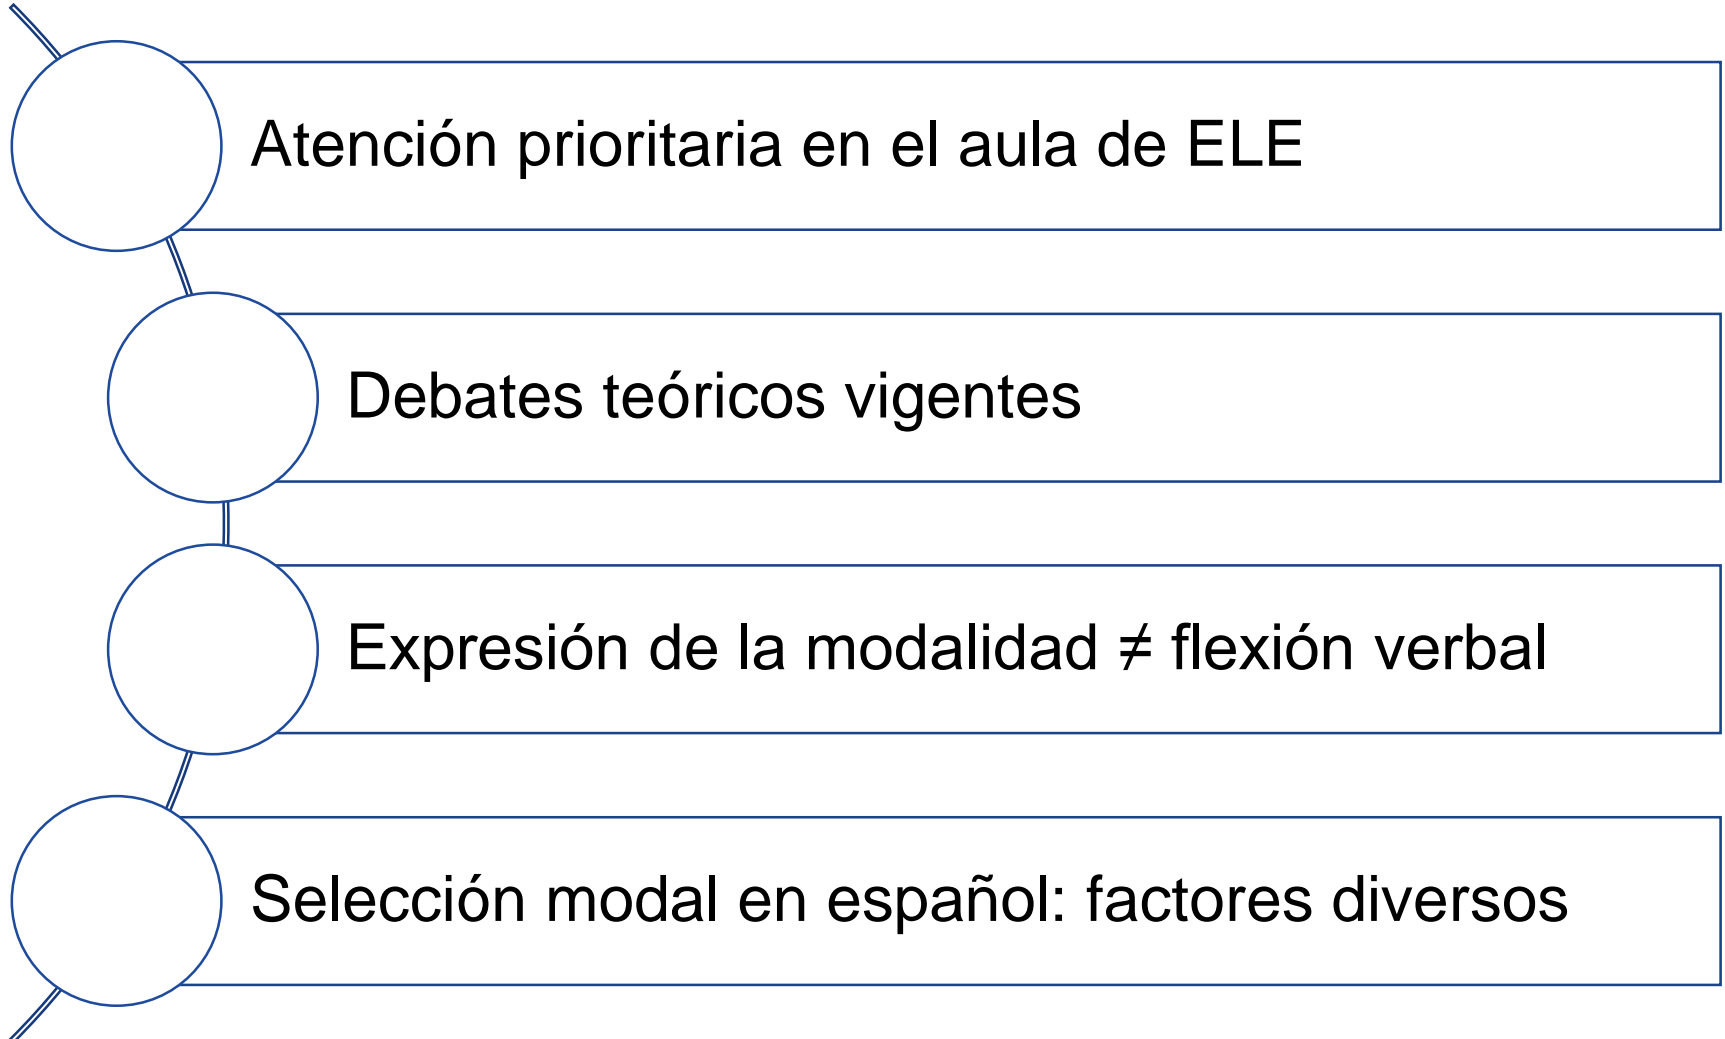 Atención prioritaria en el aula de ELE
Debates teóricos vigentes
Expresión de la modalidad ≠ flexión verbal
Selección modal en español: factores diversos